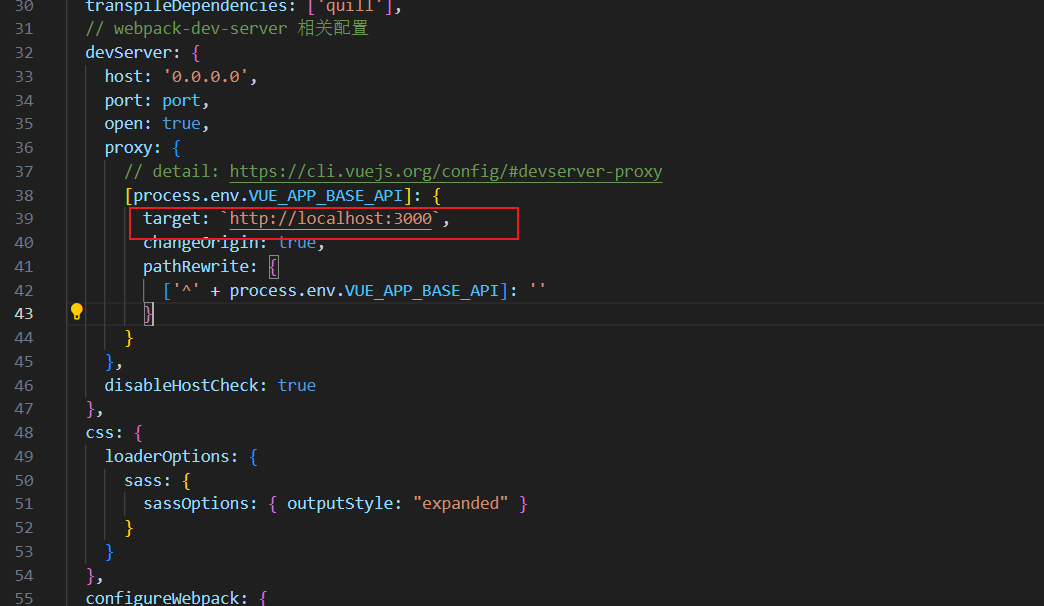 30 transpileDependencies: ['quill'],
31 // webpack-dev-server 相关配置
32 devServer: {
33 host: '0.0.0.0',
34 port: port,
35 open: true,
36 proxy: {
37 // detail: https://cli.vuejs.org/config/#devserver-proxy
38 [process.env.VUE_APP_BASE_API]: {
39 target: `http://localhost:3000`,
40 changeOrigin: true,
41 pathRewrite: {
42 ['^' + process.env.VUE_APP_BASE_API]: ''
43 }
44 }
45 },
46 disableHostCheck: true
47 },
48 css: {
49 loaderOptions: {
50 sass: {
51 sassOptions: { outputStyle: "expanded" }
52 }
53 }
54 },
55 configureWebpack: {